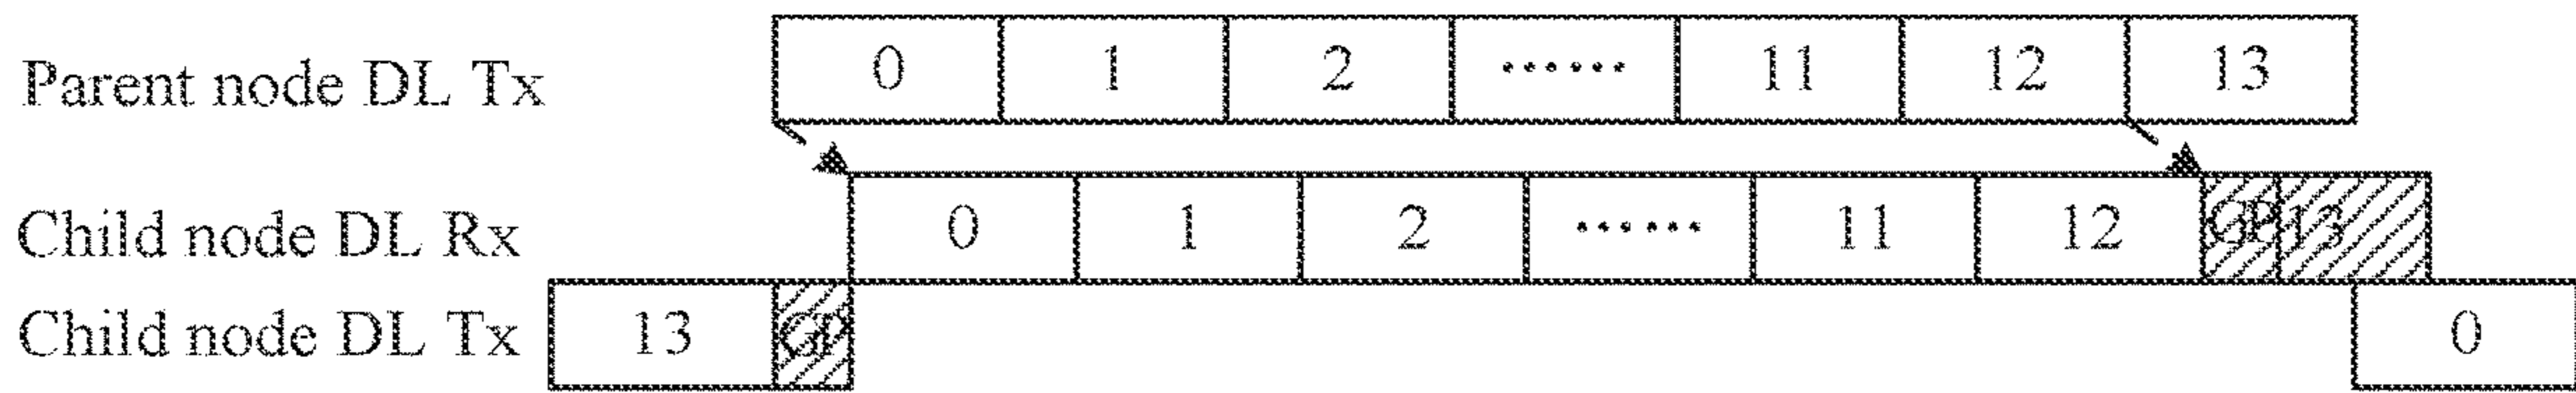 Parent node DL Tx 0 1 2 ...... 11 12 13
Child node DL Rx 0 1 2 ...... 11 12 GP 13
Child node DL Tx 13 GP 0